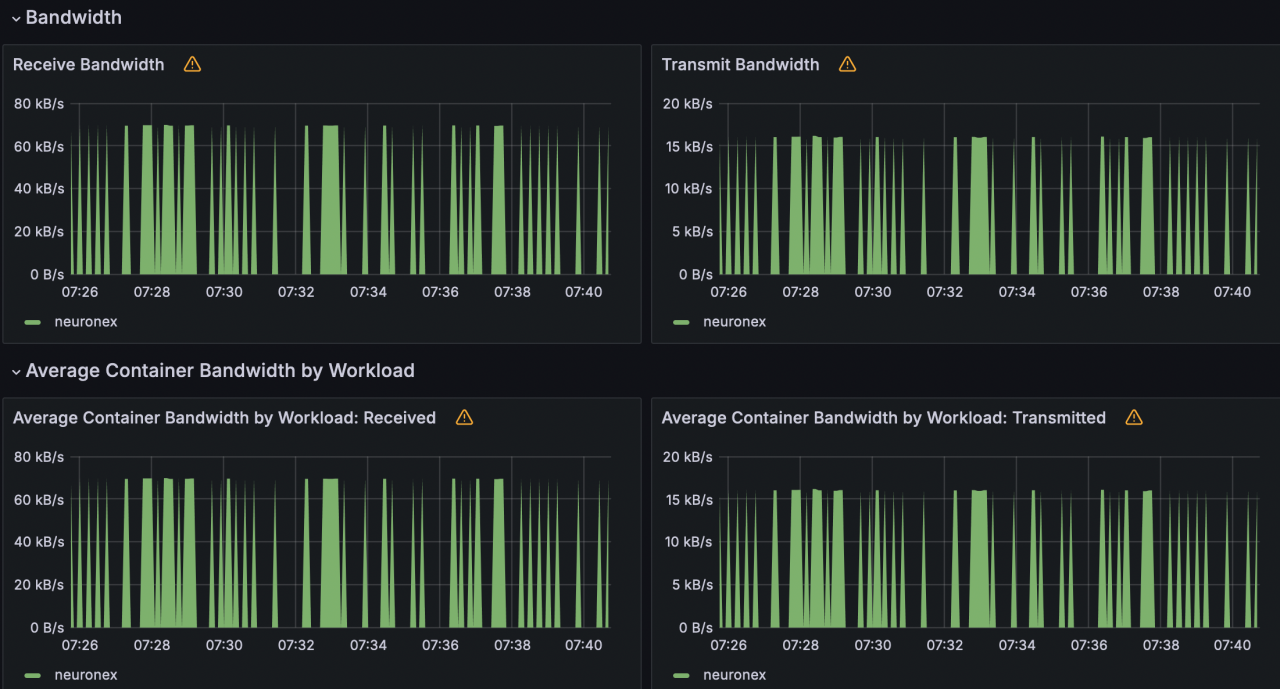 Bandwidth
Receive Bandwidth
80 kB/s
60 kB/s
40 kB/s
20 kB/s
0 B/s
07:26 07:28 07:30 07:32 07:34 07:36 07:38 07:40
neuronex
Transmit Bandwidth
20 kB/s
15 kB/s
10 kB/s
5 kB/s
0 B/s
07:26 07:28 07:30 07:32 07:34 07:36 07:38 07:40
neuronex
Average Container Bandwidth by Workload
Average Container Bandwidth by Workload: Received
80 kB/s
60 kB/s
40 kB/s
20 kB/s
0 B/s
07:26 07:28 07:30 07:32 07:34 07:36 07:38 07:40
neuronex
Average Container Bandwidth by Workload: Transmitted
20 kB/s
15 kB/s
10 kB/s
5 kB/s
0 B/s
07:26 07:28 07:30 07:32 07:34 07:36 07:38 07:40
neuronex